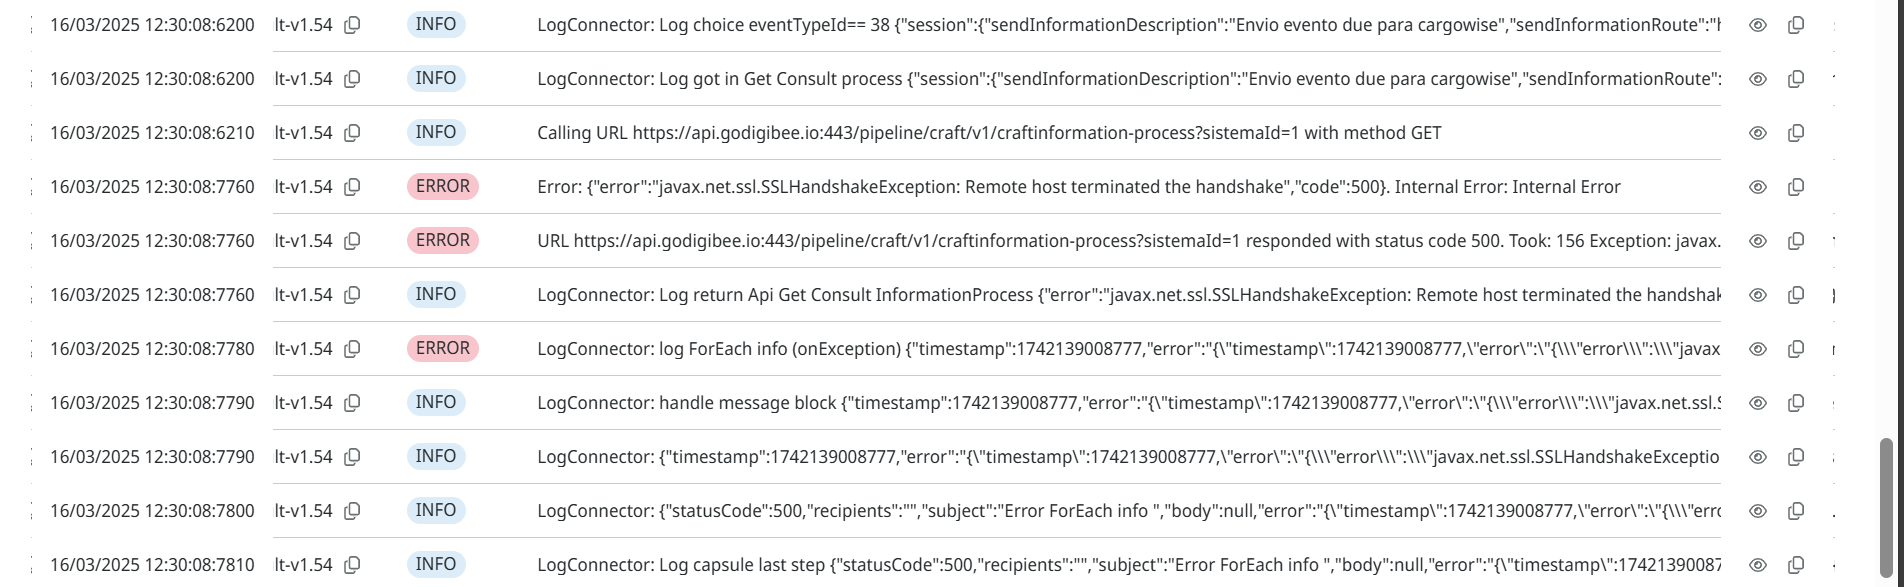 16/03/2025 12:30:08:6200 lt-v1.54 INFO LogConnector: Log choice eventTypeId== 38 {"session":{"sendInformationDescription":"Envio evento due para cargowise","sendInformationRoute":"h
16/03/2025 12:30:08:6200 lt-v1.54 INFO LogConnector: Log got in Get Consult process {"session":{"sendInformationDescription":"Envio evento due para cargowise","sendInformationRoute":
16/03/2025 12:30:08:6210 lt-v1.54 INFO Calling URL https://api.godigibee.io:443/pipeline/craft/v1/craftinformation-process?sistemaId=1 with method GET
16/03/2025 12:30:08:7760 lt-v1.54 ERROR Error: {"error":"javax.net.ssl.SSLHandshakeException: Remote host terminated the handshake","code":500}. Internal Error: Internal Error
16/03/2025 12:30:08:7760 lt-v1.54 ERROR URL https://api.godigibee.io:443/pipeline/craft/v1/craftinformation-process?sistemaId=1 responded with status code 500. Took: 156 Exception: javax.
16/03/2025 12:30:08:7760 lt-v1.54 INFO LogConnector: Log return Api Get Consult InformationProcess {"error":"javax.net.ssl.SSLHandshakeException: Remote host terminated the handshak
16/03/2025 12:30:08:7780 lt-v1.54 ERROR LogConnector: log ForEach info (onException) {"timestamp":1742139008777,"error":"{\"timestamp\":1742139008777,\"error\":\"{\\\"error\\\":\\\"javax
16/03/2025 12:30:08:7790 lt-v1.54 INFO LogConnector: handle message block {"timestamp":1742139008777,"error":"{\"timestamp\":1742139008777,\"error\":\"{\\\"error\\\":\\\"javax.net.ssl.S
16/03/2025 12:30:08:7790 lt-v1.54 INFO LogConnector: {"timestamp":1742139008777,"error":"{\"timestamp\":1742139008777,\"error\":\"{\\\"error\\\":\\\"javax.net.ssl.SSLHandshakeExceptio
16/03/2025 12:30:08:7800 lt-v1.54 INFO LogConnector: {"statusCode":500,"recipients":"","subject":"Error ForEach info ","body":null,"error":"{\"timestamp\":1742139008777,\"error\":\"{\\\"errc
16/03/2025 12:30:08:7810 lt-v1.54 INFO LogConnector: Log capsule last step {"statusCode":500,"recipients":"","subject":"Error ForEach info ","body":null,"error":"{\"timestamp\":17421390087